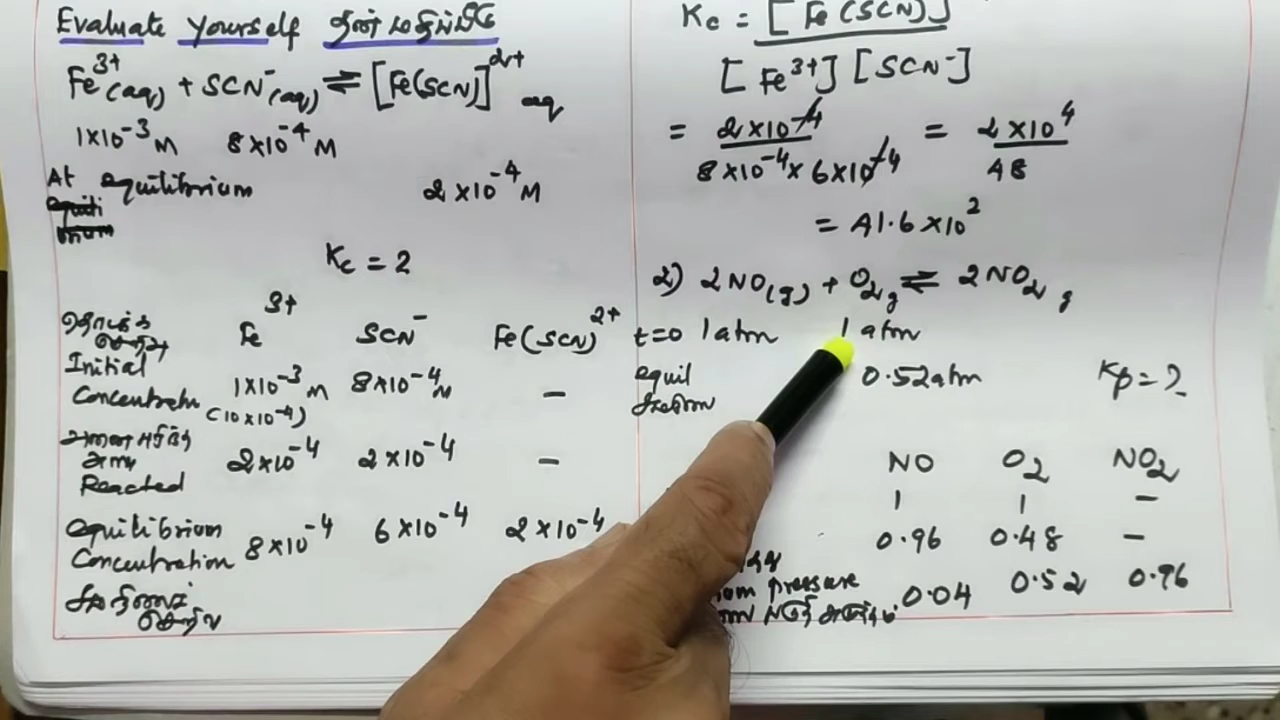 Evaluate Yourself தன் மதிப்பீடு
Fe³⁺(aq) + SCN⁻(aq) ⇌ [Fe(SCN)]²⁺ aq
1×10⁻³ M 8×10⁻⁴ M
At equilibrium 2×10⁻⁴ M
Kc = ?
Fe³⁺ SCN⁻ Fe(SCN)²⁺
Initial
Concentratn 1×10⁻³ M 8×10⁻⁴ M –
(10×10⁻⁴)
2×10⁻⁴ 2×10⁻⁴ –
Reacted
equilibrium 8×10⁻⁴ 6×10⁻⁴ 2×10⁻⁴
Concentration
சமநிலை
செறிவு
Kc = [Fe(SCN)]
[Fe³⁺] [SCN⁻]
= 2×10⁻⁴ = 2×10⁴
8×10⁻⁴ × 6×10⁻⁴ 48
= 41.6×10²
2) 2NO(g) + O₂ g ⇌ 2NO₂ g
t=0 1 atm 1 atm
equil 0.52 atm Kp = ?
NO O₂ NO₂
1 1 –
0.96 0.48 –
pressure 0.04 0.52 0.96